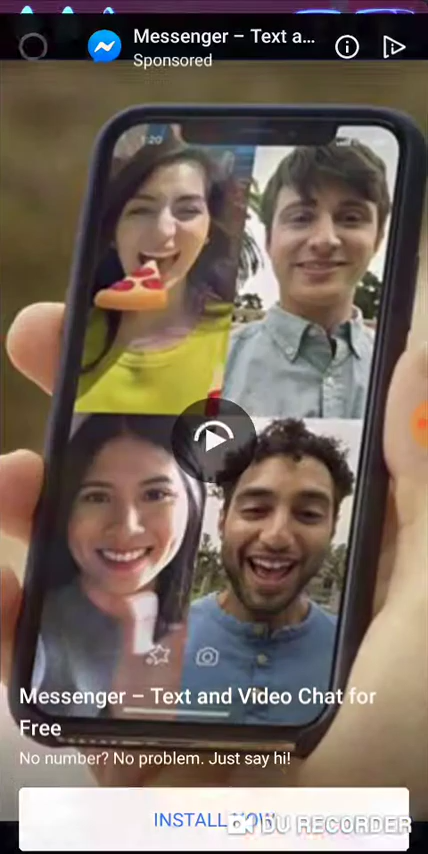 Messenger – Text a...
Sponsored
Messenger – Text and Video Chat for
Free
No number? No problem. Just say hi!
INSTALL NOW
DU RECORDER